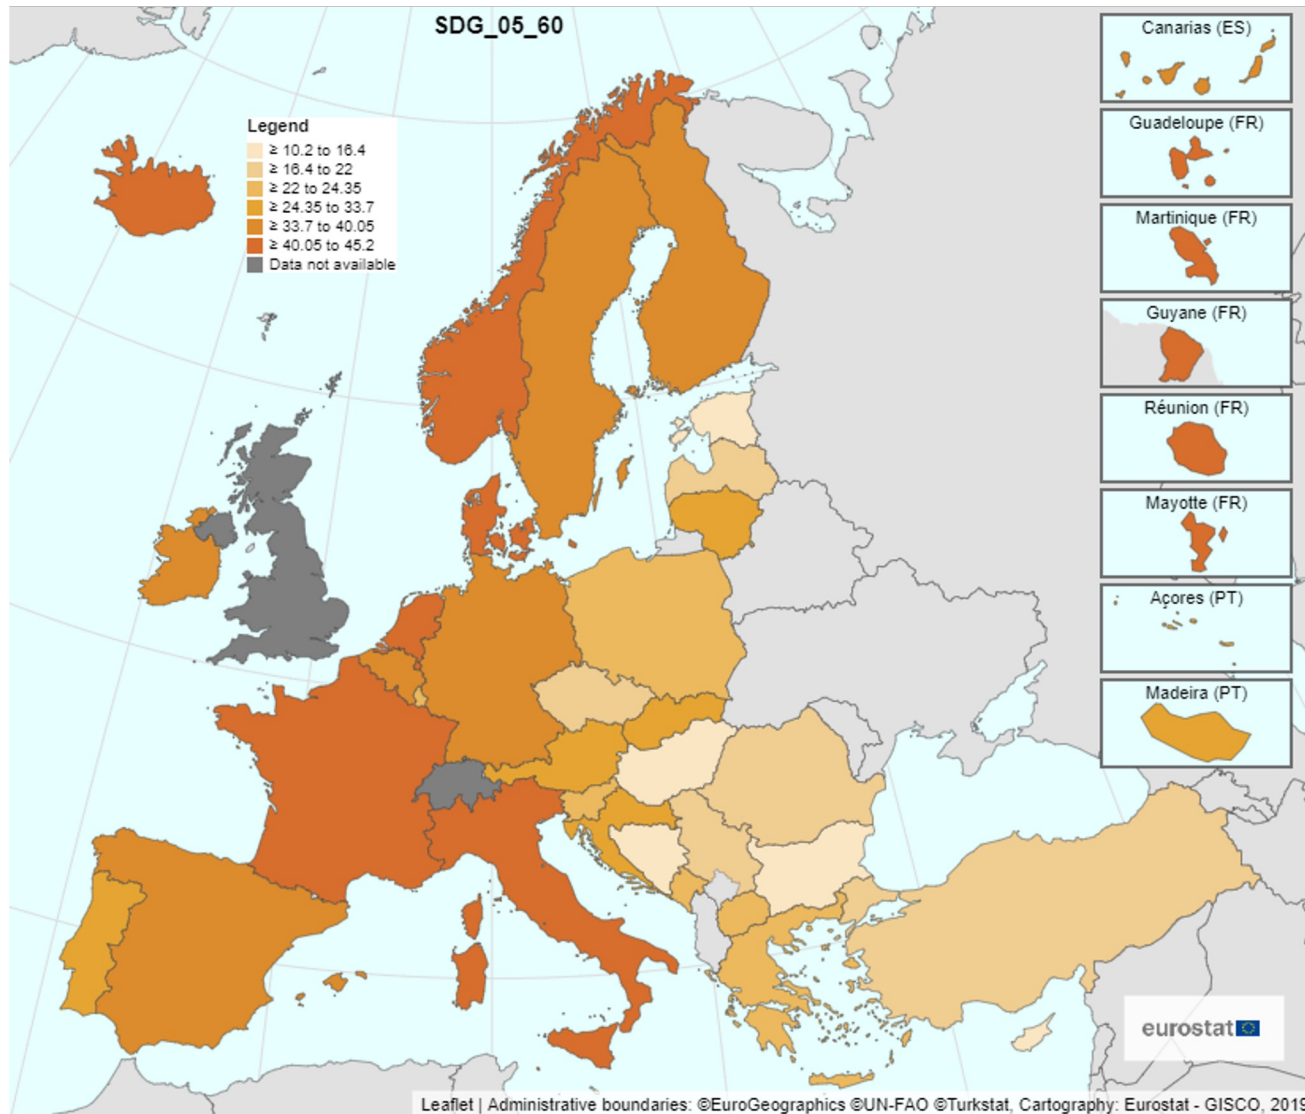 SDG_05_60
Legend
≥ 10.2 to 16.4
≥ 16.4 to 22
≥ 22 to 24.35
≥ 24.35 to 33.7
≥ 33.7 to 40.05
≥ 40.05 to 45.2
Data not available
Canarias (ES)
Guadeloupe (FR)
Martinique (FR)
Guyane (FR)
Réunion (FR)
Mayotte (FR)
Açores (PT)
Madeira (PT)
eurostat
Leaflet | Administrative boundaries: ©EuroGeographics ©UN-FAO ©Turkstat, Cartography: Eurostat - GISCO, 2019